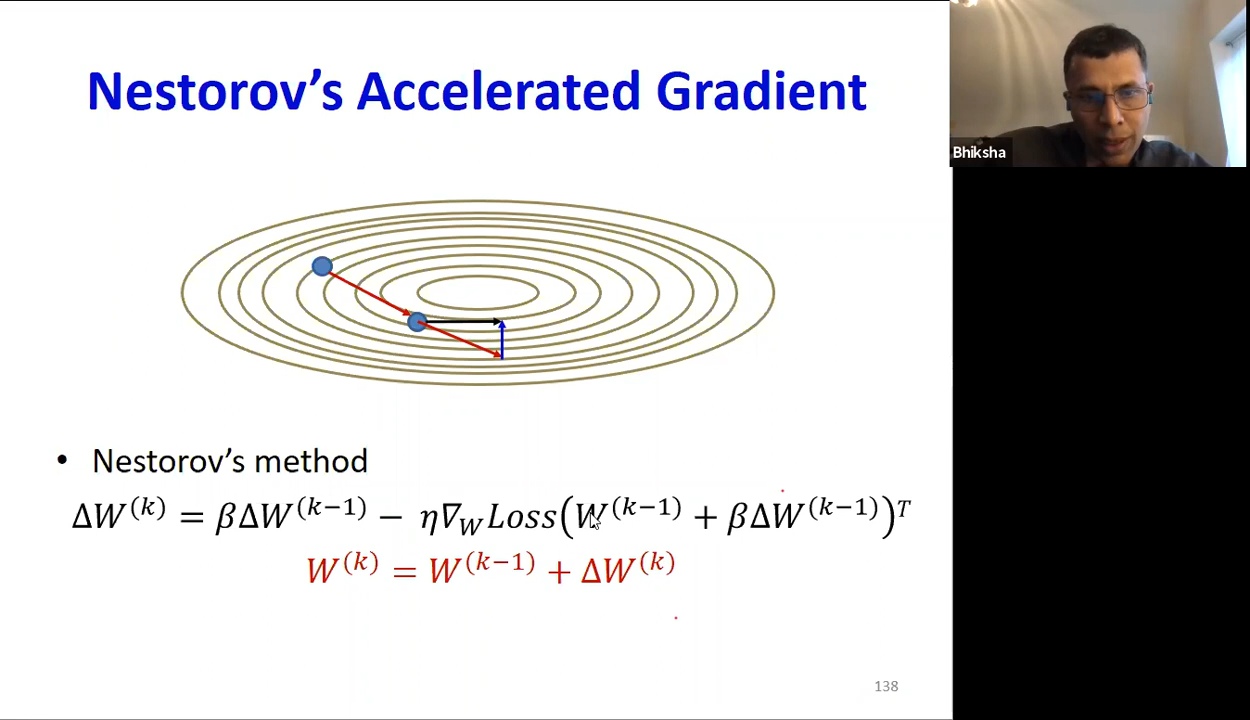 Nestorov's Accelerated Gradient
Bhiksha
• Nestorov's method
ΔW^(k) = βΔW^(k−1) − η∇_W Loss(W^(k−1) + βΔW^(k−1))^T
W^(k) = W^(k−1) + ΔW^(k)
138